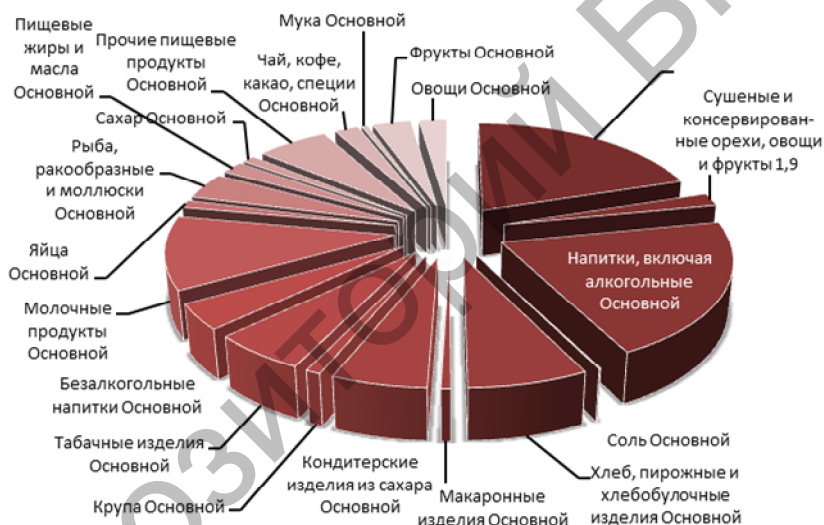 Мука Основной
Фрукты Основной
Овощи Основной
Чай, кофе,
какао, специи
Основной
Прочие пищевые
продукты
Основной
Пищевые
жиры и
масла
Основной
Сахар Основной
Рыба,
ракообразные
и моллюски
Основной
Яйца
Основной
Молочные
продукты
Основной
Безалкогольные
напитки Основной
Табачные изделия
Основной
Крупа Основной
Кондитерские
изделия из сахара
Основной
Макаронные
изделия Основной
Хлеб, пирожные и
хлебобулочные
изделия Основной
Соль Основной
Напитки, включая
алкогольные
Основной
Сушеные и
консервирован-
ные орехи, овощи
и фрукты 1,9
ОЗИТОРИЙ Б